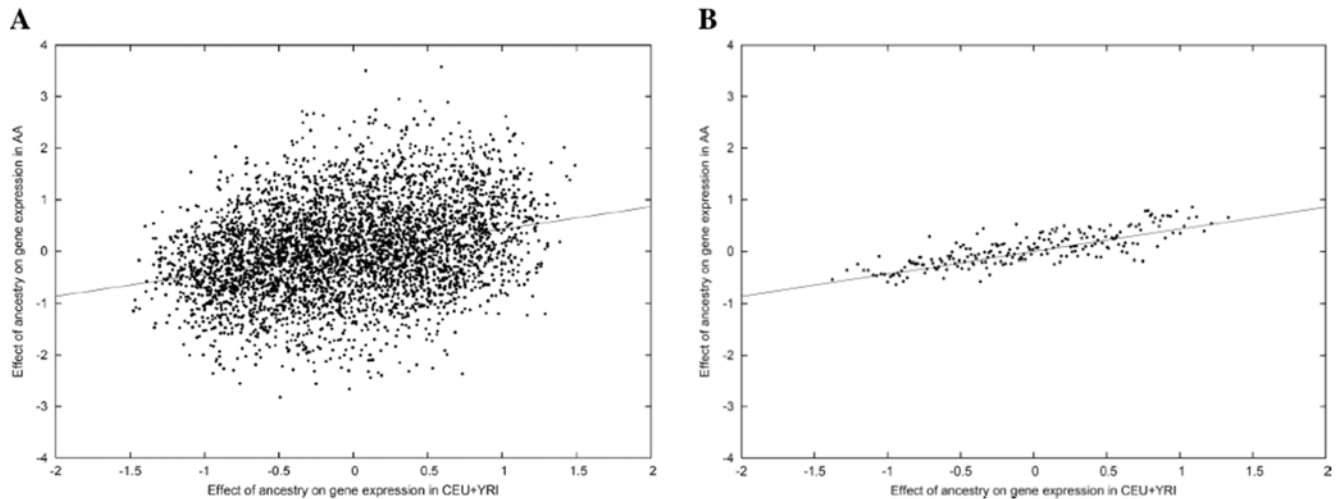 A
4
3
2
1
0
-1
-2
-3
-4
-2 -1.5 -1 -0.5 0 0.5 1 1.5 2
Effect of ancestry on gene expression in AA
Effect of ancestry on gene expression in CEU+YRI
B
4
3
2
1
0
-1
-2
-3
-4
-2 -1.5 -1 -0.5 0 0.5 1 1.5 2
Effect of ancestry on gene expression in AA
Effect of ancestry on gene expression in CEU+YRI